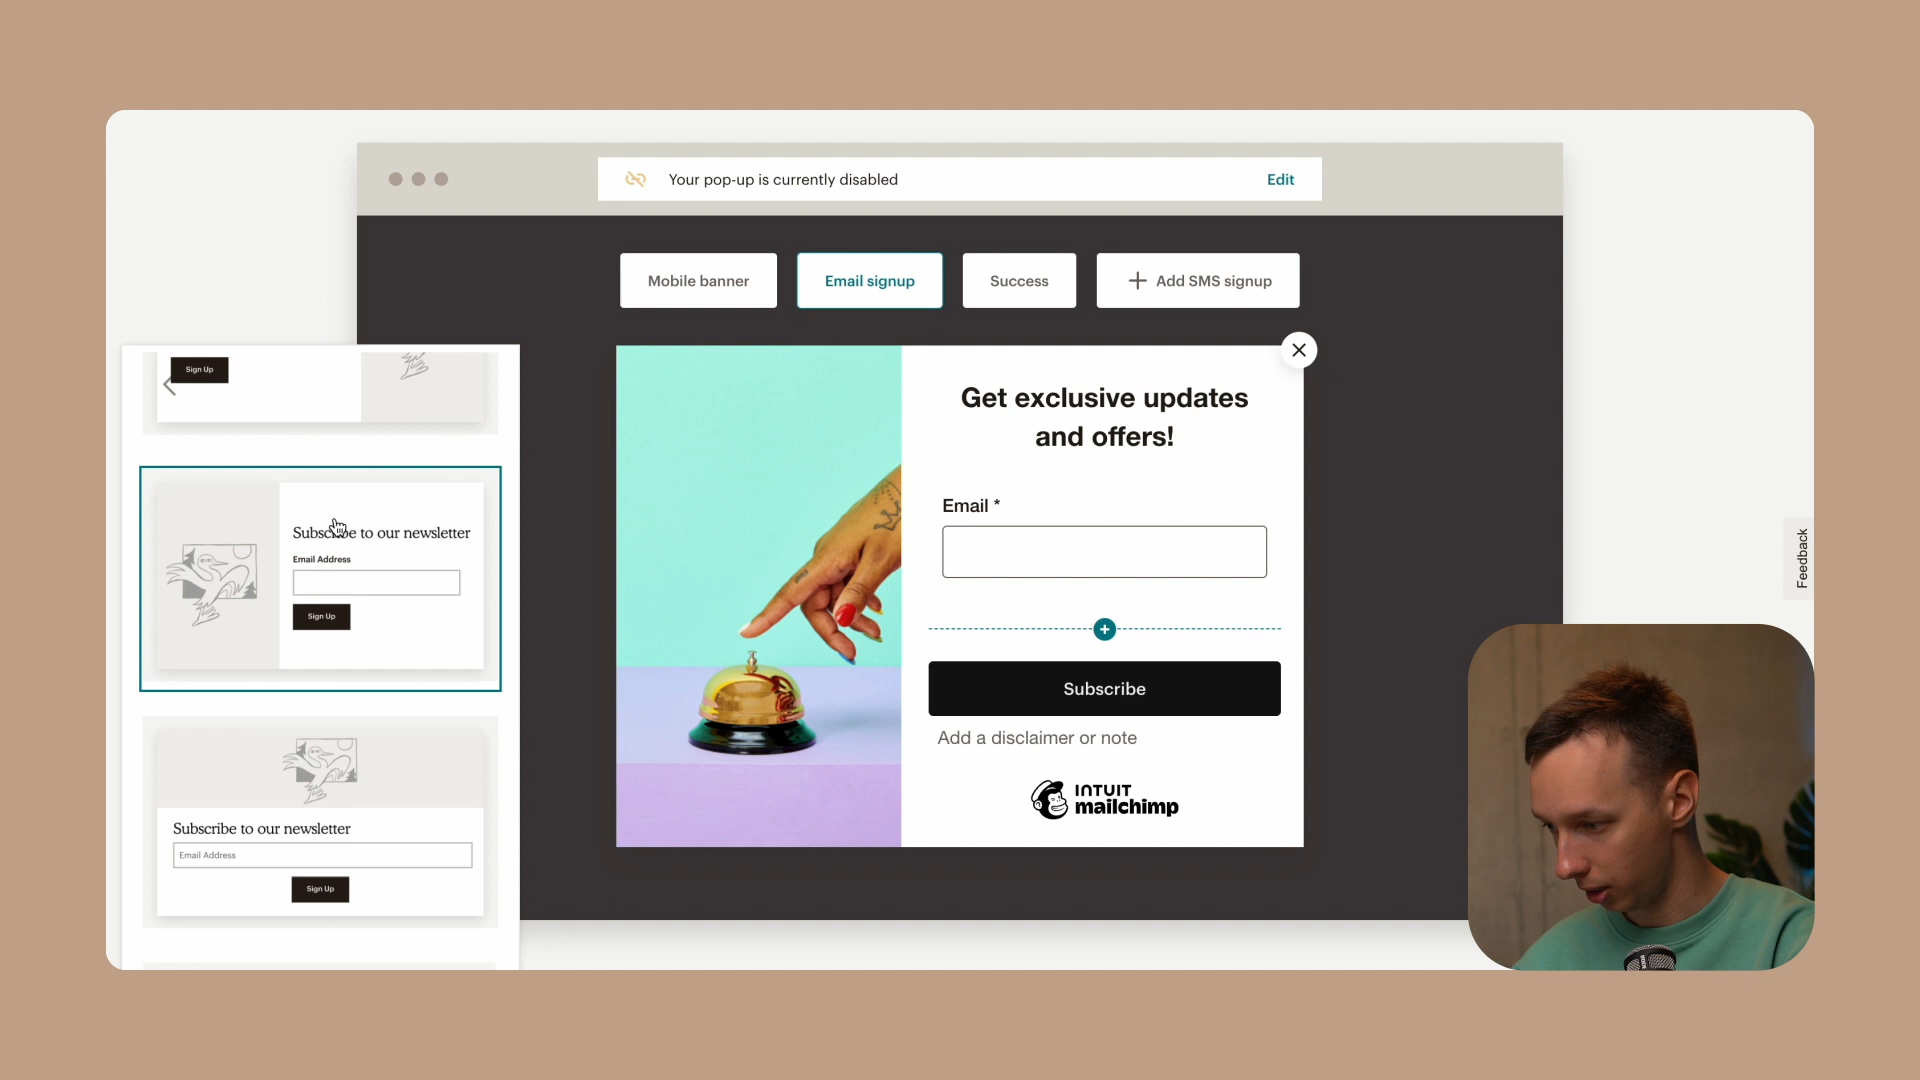 Your pop-up is currently disabled
Edit
Mobile banner
Email signup
Success
Add SMS signup
Sign Up
Subscribe to our newsletter
Email Address
Sign Up
Subscribe to our newsletter
Email Address
Sign Up
Get exclusive updates
and offers!
Email *
Subscribe
Add a disclaimer or note
INTUIT
mailchimp
Feedback